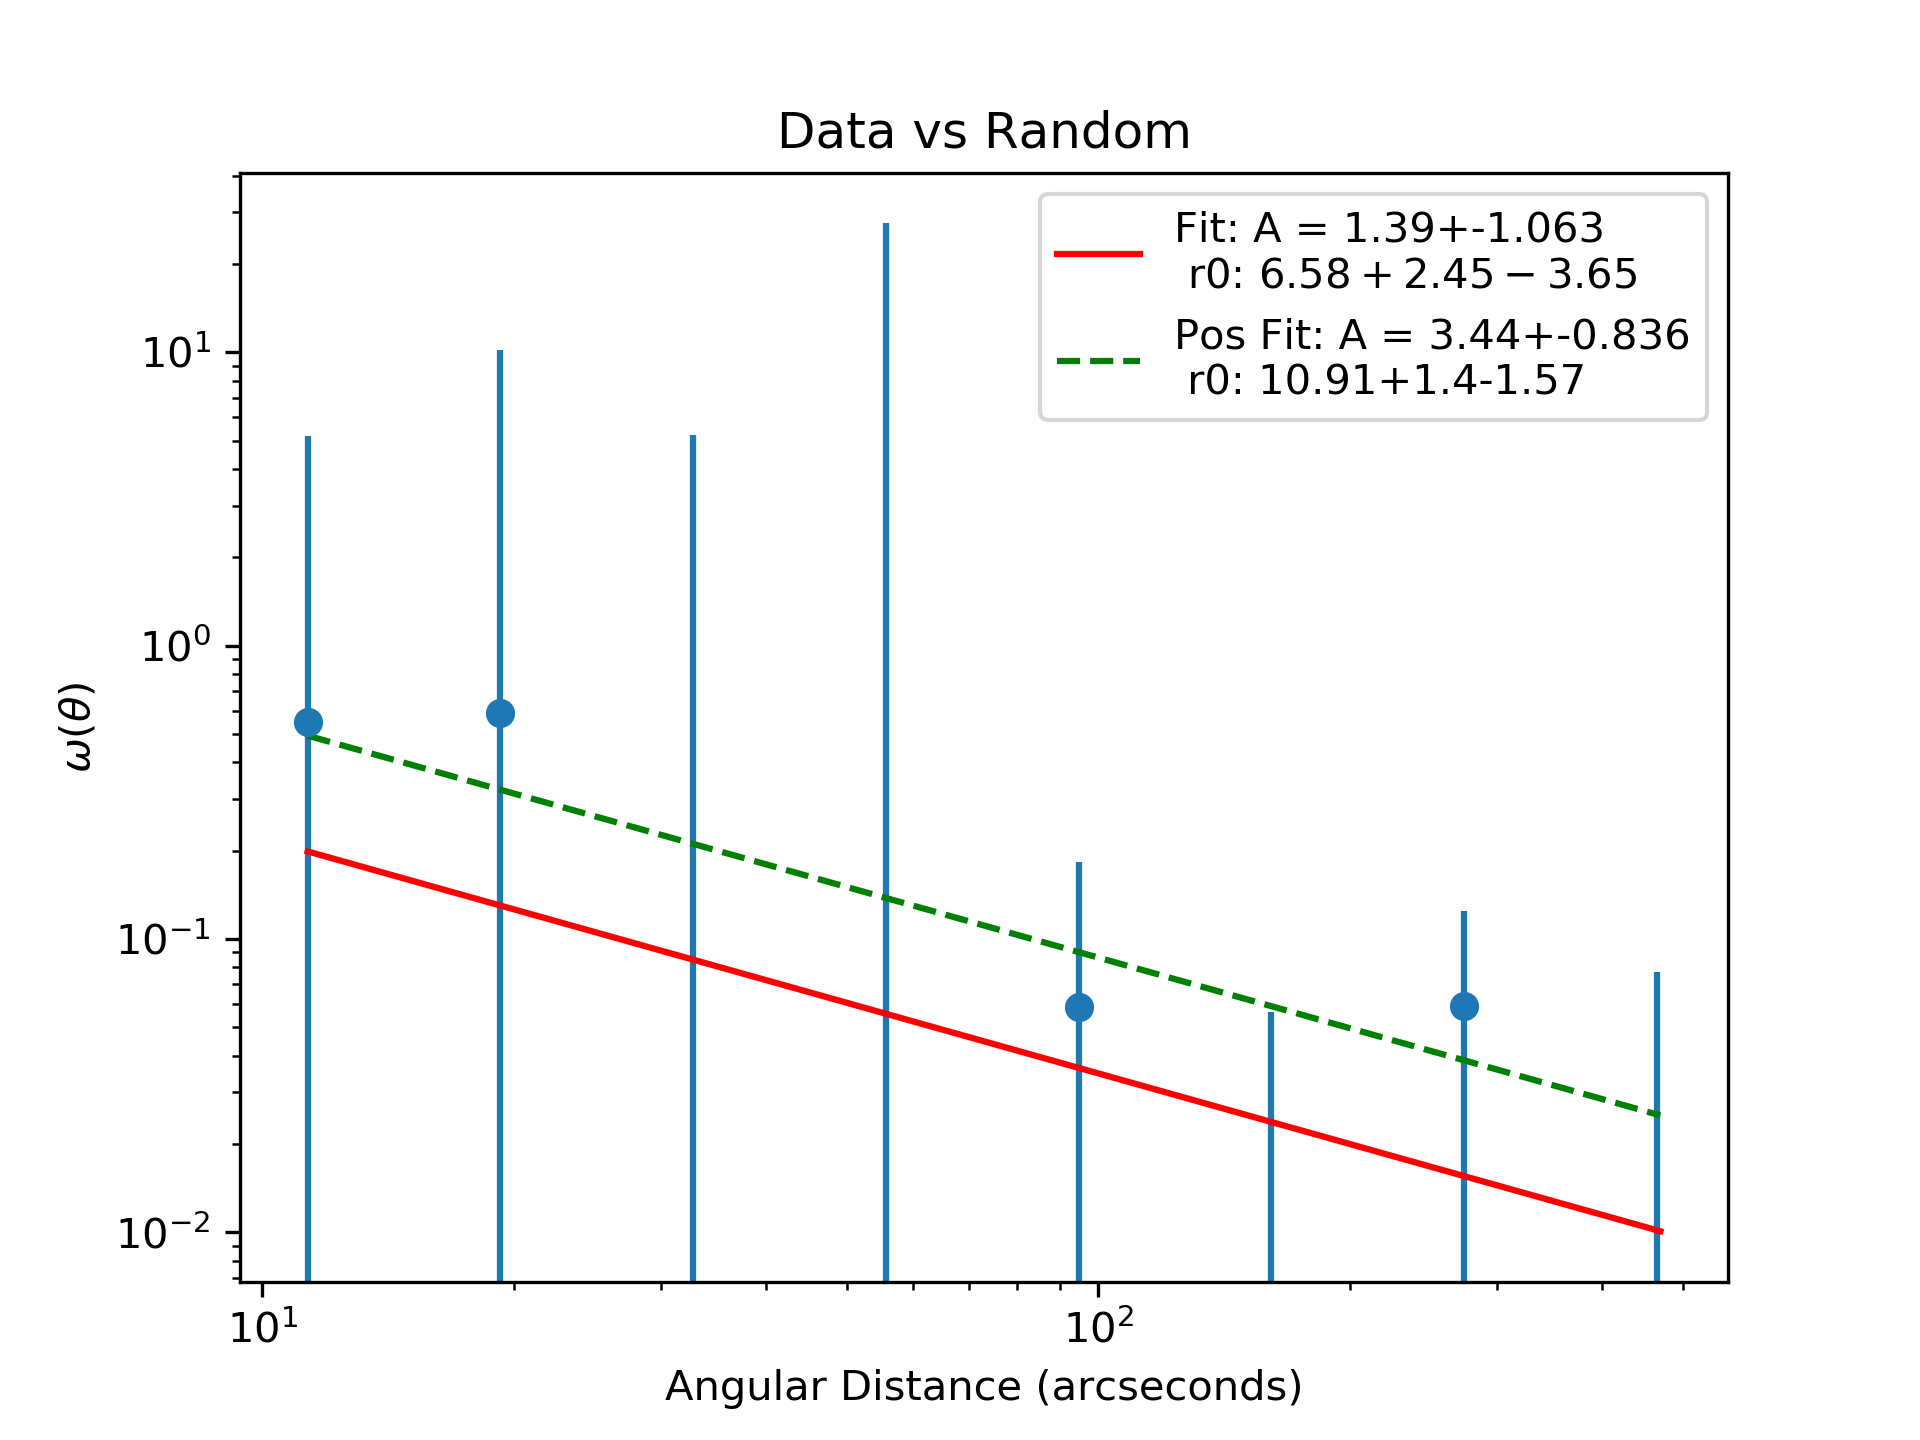 Data vs Random
Fit: A = 1.39+-1.063
r0: 6.58 + 2.45 − 3.65
Pos Fit: A = 3.44+-0.836
r0: 10.91+1.4-1.57
10¹
10⁰
10⁻¹
10⁻²
ω(θ)
10¹
10²
Angular Distance (arcseconds)